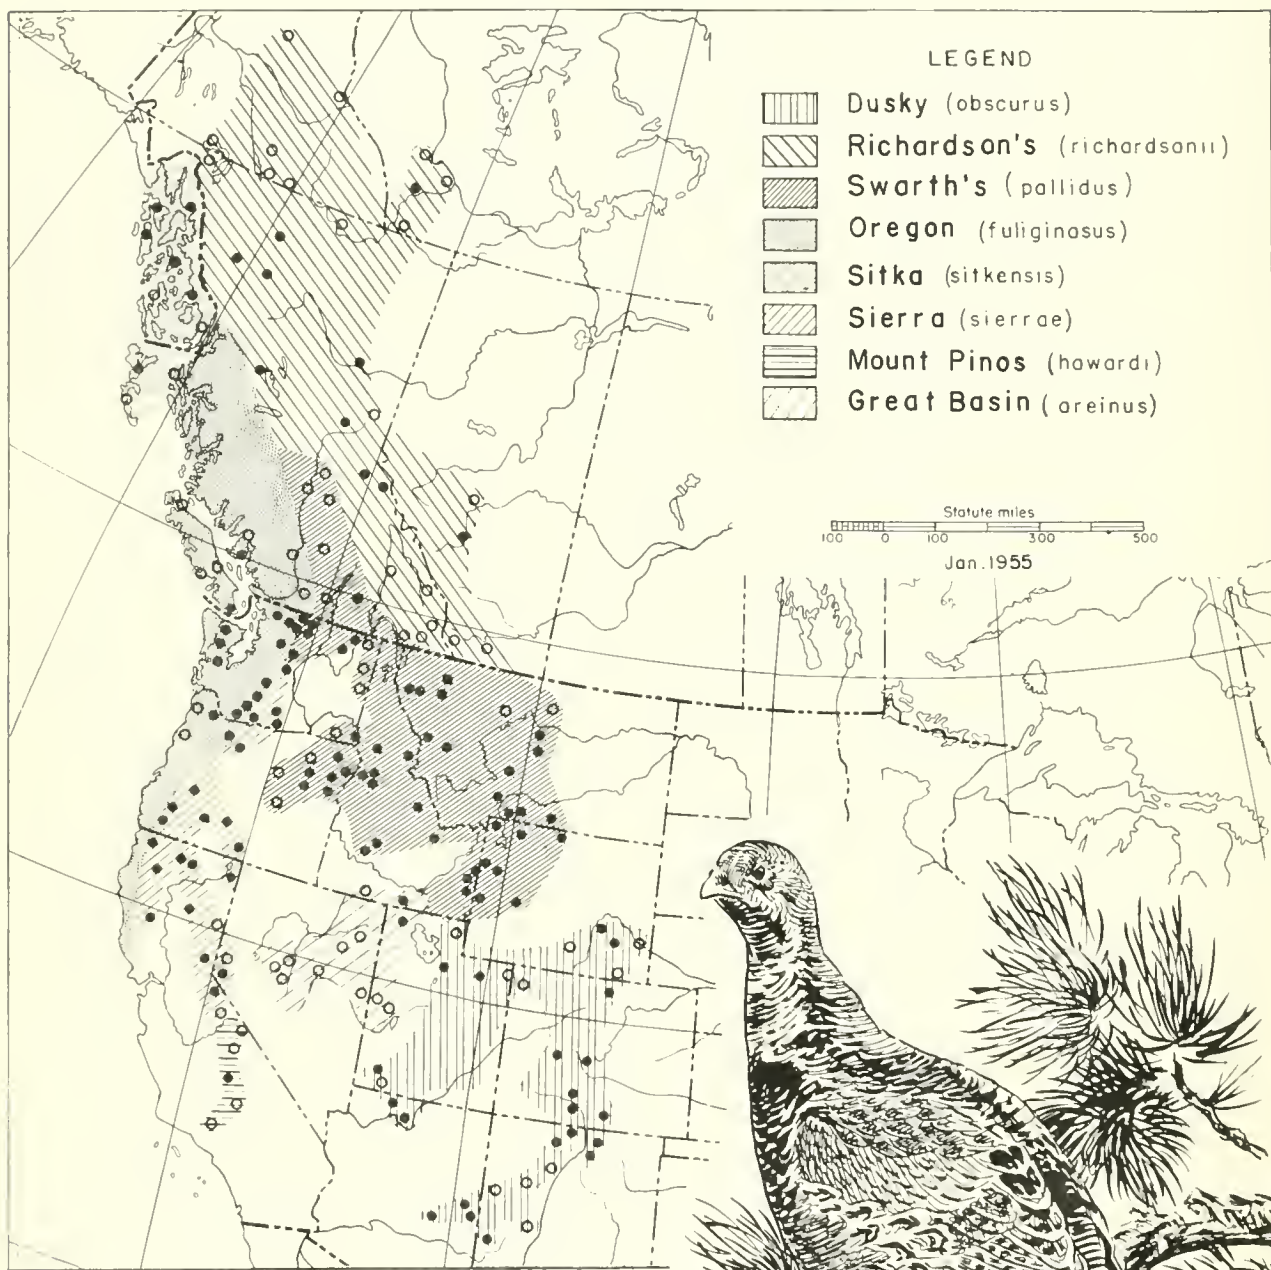 LEGEND
Dusky (obscurus)
Richardson's (richardsonii)
Swarth's (pallidus)
Oregon (fuliginosus)
Sitka (sitkensis)
Sierra (sierrae)
Mount Pinos (howardi)
Great Basin (oreinus)
Statute miles
100 0 100 300 500
Jan. 1955